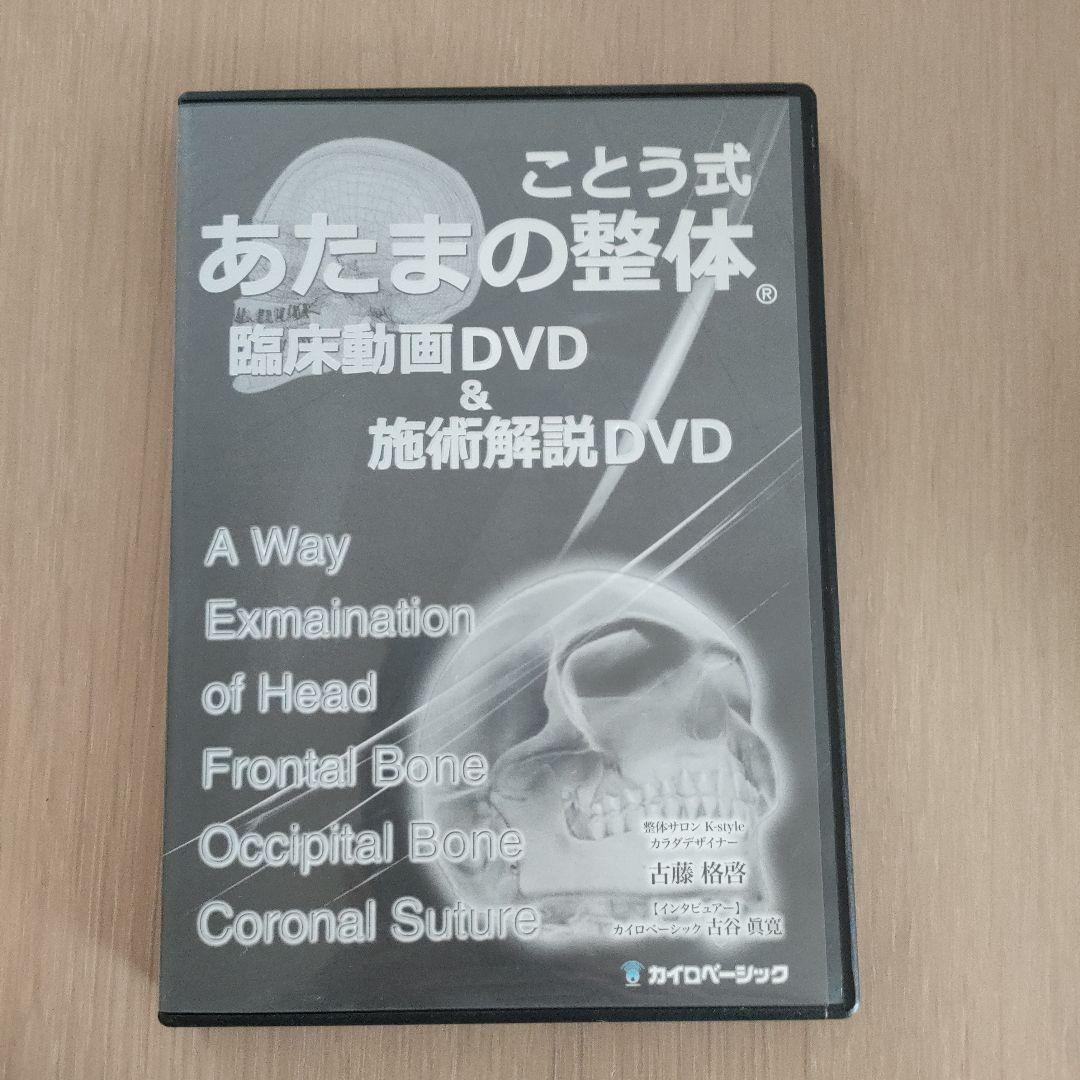 ことう式
あたまの整体®
臨床動画DVD
&
施術解説DVD
A Way
Exmaination
of Head
Frontal Bone
Occipital Bone
Coronal Suture
整体サロン K-style
カラダデザイナー
古藤 格啓
【インタビュアー】
カイロベーシック 古谷 眞寛
カイロベーシック